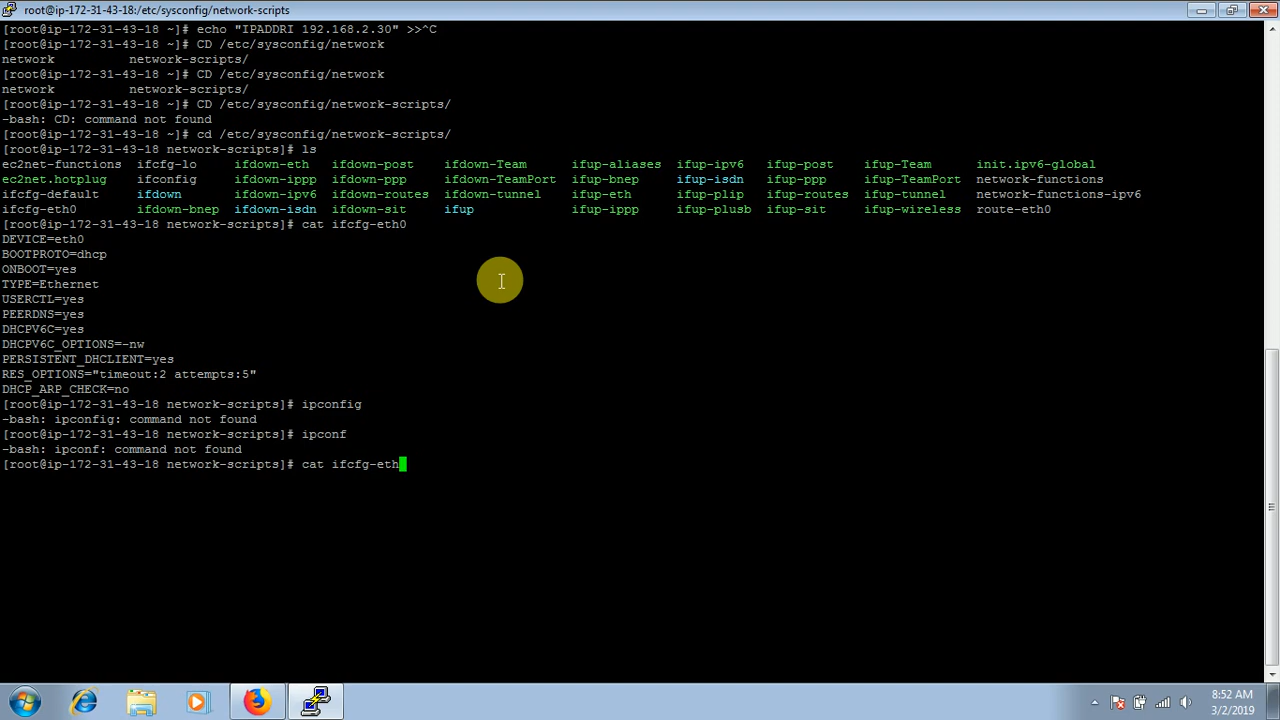 root@ip-172-31-43-18:/etc/sysconfig/network-scripts
[root@ip-172-31-43-18 ~]# echo "IPADDRI 192.168.2.30" >>^C
[root@ip-172-31-43-18 ~]# CD /etc/sysconfig/network
network          network-scripts/
[root@ip-172-31-43-18 ~]# CD /etc/sysconfig/network
network          network-scripts/
[root@ip-172-31-43-18 ~]# CD /etc/sysconfig/network-scripts/
-bash: CD: command not found
[root@ip-172-31-43-18 ~]# cd /etc/sysconfig/network-scripts/
[root@ip-172-31-43-18 network-scripts]# ls
ec2net-functions  ifcfg-lo     ifdown-eth   ifdown-post    ifdown-Team      ifup-aliases  ifup-ipv6   ifup-post    ifup-Team      init.ipv6-global
ec2net.hotplug    ifconfig     ifdown-ippp  ifdown-ppp     ifdown-TeamPort  ifup-bnep     ifup-isdn   ifup-ppp     ifup-TeamPort  network-functions
ifcfg-default     ifdown       ifdown-ipv6  ifdown-routes  ifdown-tunnel    ifup-eth      ifup-plip   ifup-routes  ifup-tunnel    network-functions-ipv6
ifcfg-eth0        ifdown-bnep  ifdown-isdn  ifdown-sit     ifup             ifup-ippp     ifup-plusb  ifup-sit     ifup-wireless  route-eth0
[root@ip-172-31-43-18 network-scripts]# cat ifcfg-eth0
DEVICE=eth0
BOOTPROTO=dhcp
ONBOOT=yes
TYPE=Ethernet
USERCTL=yes
PEERDNS=yes
DHCPV6C=yes
DHCPV6C_OPTIONS=-nw
PERSISTENT_DHCLIENT=yes
RES_OPTIONS="timeout:2 attempts:5"
DHCP_ARP_CHECK=no
[root@ip-172-31-43-18 network-scripts]# ipconfig
-bash: ipconfig: command not found
[root@ip-172-31-43-18 network-scripts]# ipconf
-bash: ipconf: command not found
[root@ip-172-31-43-18 network-scripts]# cat ifcfg-eth
8:52 AM
3/2/2019